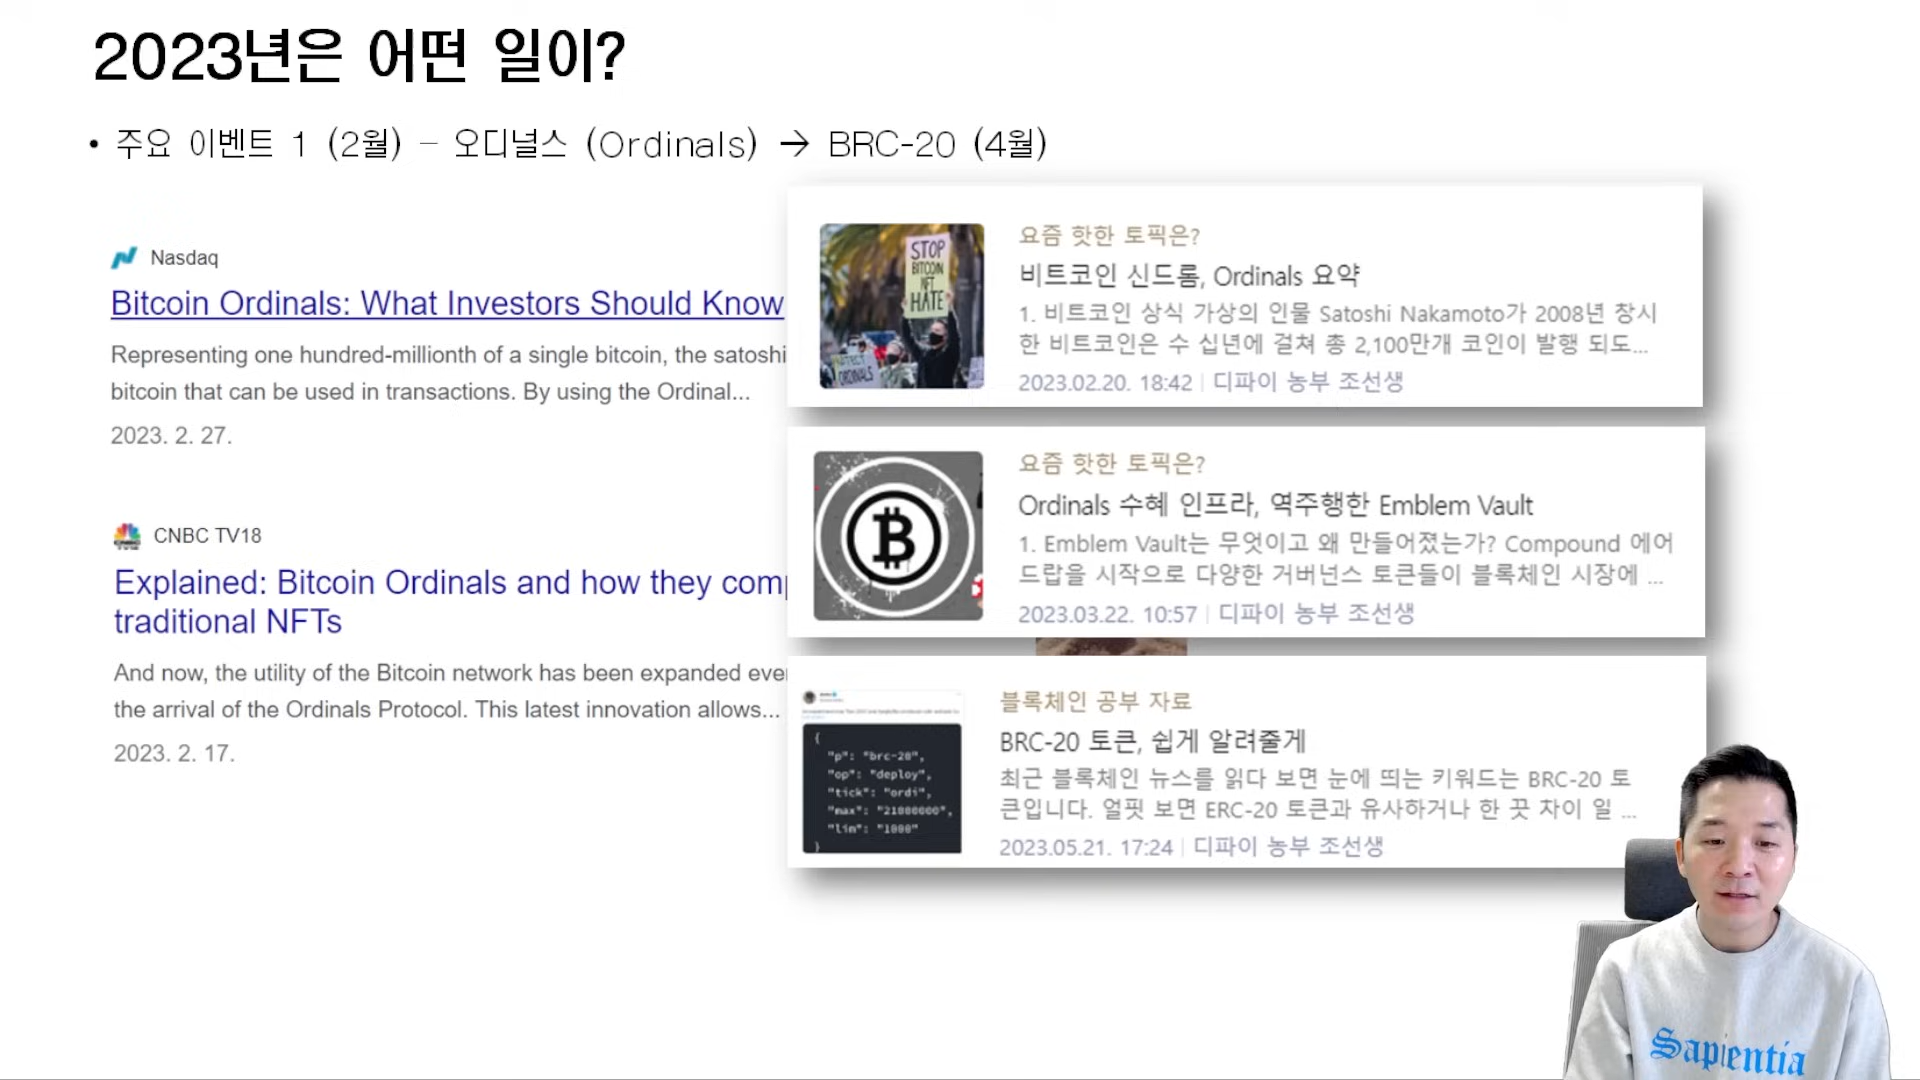 2023년은 어떤 일이?
• 주요 이벤트 1 (2월) – 오디널스 (Ordinals) → BRC-20 (4월)
Nasdaq
Bitcoin Ordinals: What Investors Should Know
Representing one hundred-millionth of a single bitcoin, the satoshi
bitcoin that can be used in transactions. By using the Ordinal...
2023. 2. 27.
CNBC TV18
Explained: Bitcoin Ordinals and how they
traditional NFTs
And now, the utility of the Bitcoin network has been expanded
the arrival of the Ordinals Protocol. This latest innovation allows...
2023. 2. 17.
STOP
BITCOIN
NFT
HATE
ORDINALS
요즘 핫한 토픽은?
비트코인 신드롬, Ordinals 요약
1. 비트코인 상식 가상의 인물 Satoshi Nakamoto가 2008년 창시
한 비트코인은 수 십년에 걸쳐 총 2,100만개 코인이 발행 되도...
2023.02.20. 18:42 | 디파이 농부 조선생
요즘 핫한 토픽은?
Ordinals 수혜 인프라, 역주행한 Emblem Vault
1. Emblem Vault는 무엇이고 왜 만들어졌는가? Compound 에어
드랍을 시작으로 다양한 거버넌스 토큰들이 블록체인 시장에 ...
2023.03.22. 10:57 | 디파이 농부 조선생
{
"p": "brc-20",
"op": "deploy",
"tick": "ordi",
"max": "21000000",
"lim": "1000"
}
블록체인 공부 자료
BRC-20 토큰, 쉽게 알려줄게
최근 블록체인 뉴스를 읽다 보면 눈에 띄는 키워드는 BRC-20 토
큰입니다. 얼핏 보면 ERC-20 토큰과 유사하거나 한 끗 차이 일 ...
2023.05.21. 17:24 | 디파이 농부 조선생
Sapientia